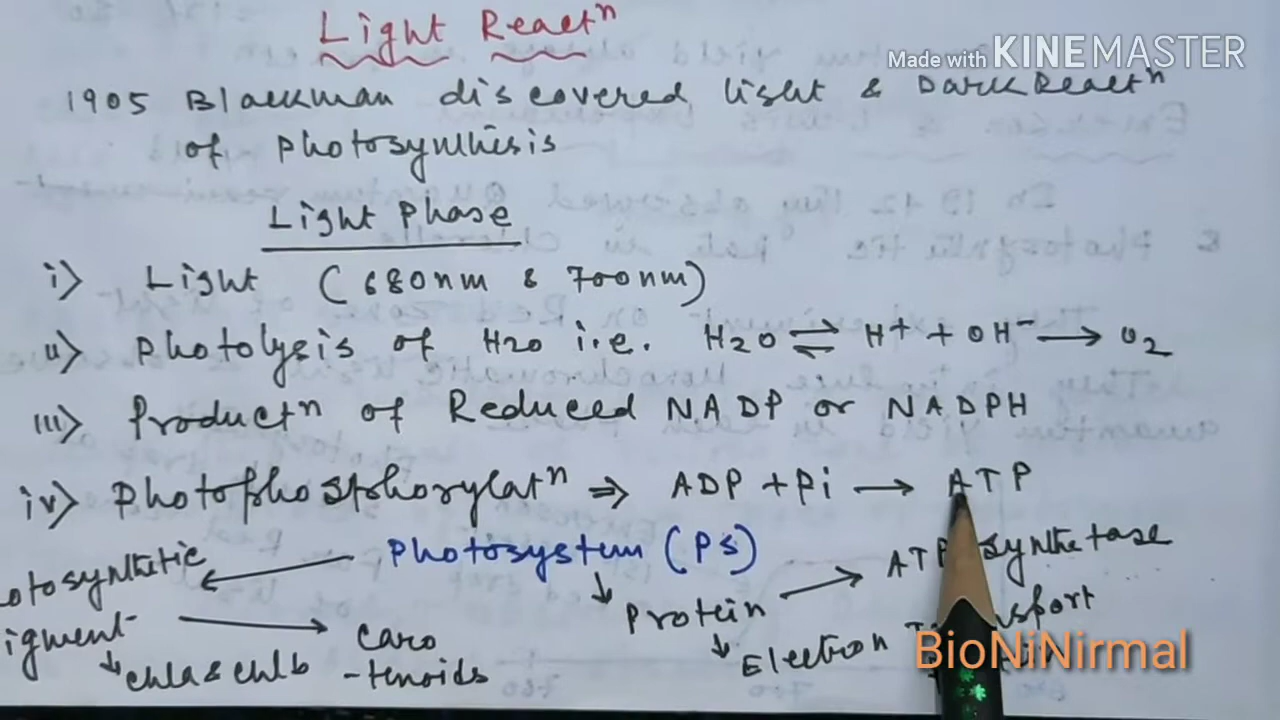 Light Reactⁿ
Made with KINEMASTER
1905 Blackman discovered light & Dark Reactⁿ
of Photosynthesis
Light Phase
i) Light (680nm & 700nm)
ii) Photolysis of H2O i.e. H2O ⇌ H⁺ + OH⁻ → O₂
iii) Productⁿ of Reduced NADP or NADPH
iv) Photophosphorylatⁿ ⇒ ADP + Pi → ATP
otosynthetic ← Photosystem (PS)
igment → Caro
-tenoids
↓ chl a & chl b
↓ Protein → ATP synthetase
↓ Electron
BioNiNirmal